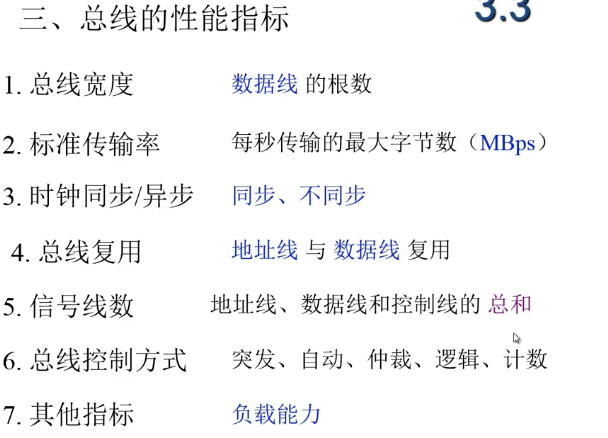 三、总线的性能指标 3.3
1. 总线宽度 数据线 的根数
2. 标准传输率 每秒传输的最大字节数（MBps）
3. 时钟同步/异步 同步、不同步
4. 总线复用 地址线 与 数据线 复用
5. 信号线数 地址线、数据线和控制线的 总和
6. 总线控制方式 突发、自动、仲裁、逻辑、计数
7. 其他指标 负载能力